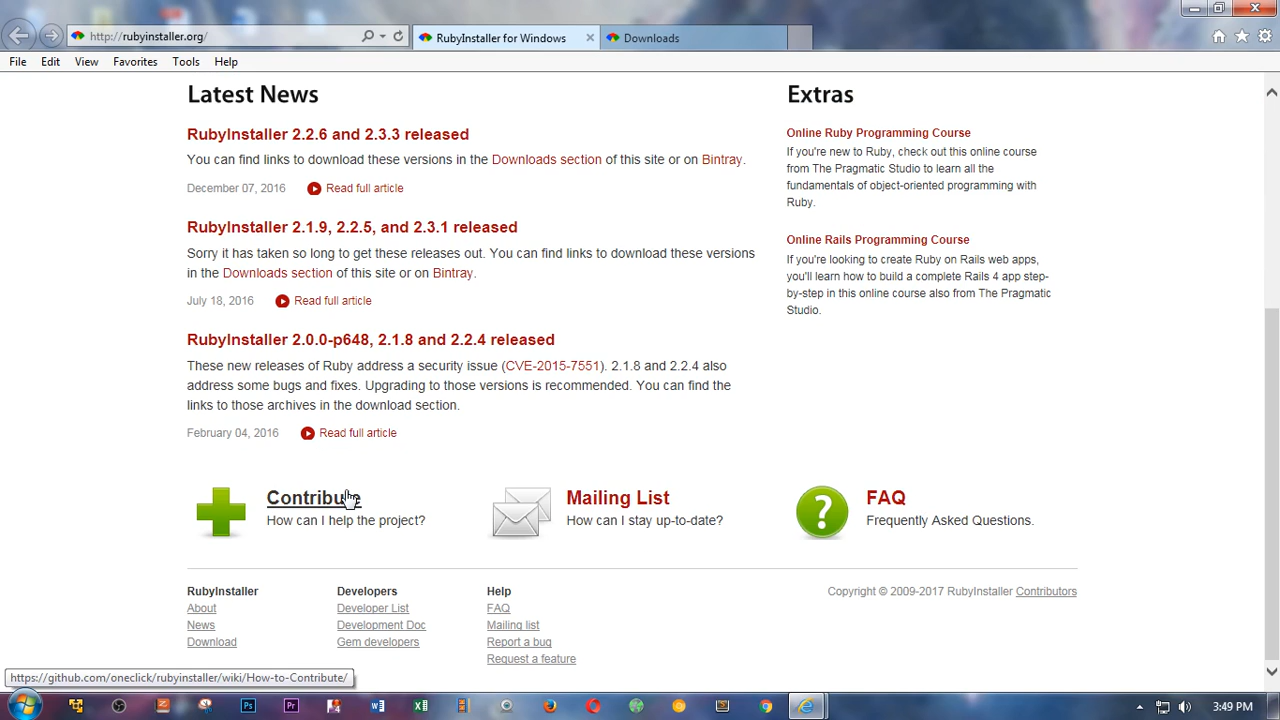 http://rubyinstaller.org/
RubyInstaller for Windows
Downloads
File Edit View Favorites Tools Help
Latest News
RubyInstaller 2.2.6 and 2.3.3 released
You can find links to download these versions in the Downloads section of this site or on Bintray.
December 07, 2016 Read full article
RubyInstaller 2.1.9, 2.2.5, and 2.3.1 released
Sorry it has taken so long to get these releases out. You can find links to download these versions
in the Downloads section of this site or on Bintray.
July 18, 2016 Read full article
RubyInstaller 2.0.0-p648, 2.1.8 and 2.2.4 released
These new releases of Ruby address a security issue (CVE-2015-7551). 2.1.8 and 2.2.4 also
address some bugs and fixes. Upgrading to those versions is recommended. You can find the
links to those archives in the download section.
February 04, 2016 Read full article
Extras
Online Ruby Programming Course
If you're new to Ruby, check out this online course
from The Pragmatic Studio to learn all the
fundamentals of object-oriented programming with
Ruby.
Online Rails Programming Course
If you're looking to create Ruby on Rails web apps,
you'll learn how to build a complete Rails 4 app step-
by-step in this online course also from The Pragmatic
Studio.
Contribute
How can I help the project?
Mailing List
How can I stay up-to-date?
FAQ
Frequently Asked Questions.
RubyInstaller
About
News
Download
Developers
Developer List
Development Doc
Gem developers
Help
FAQ
Mailing list
Report a bug
Request a feature
Copyright © 2009-2017 RubyInstaller Contributors
https://github.com/oneclick/rubyinstaller/wiki/How-to-Contribute/
3:49 PM